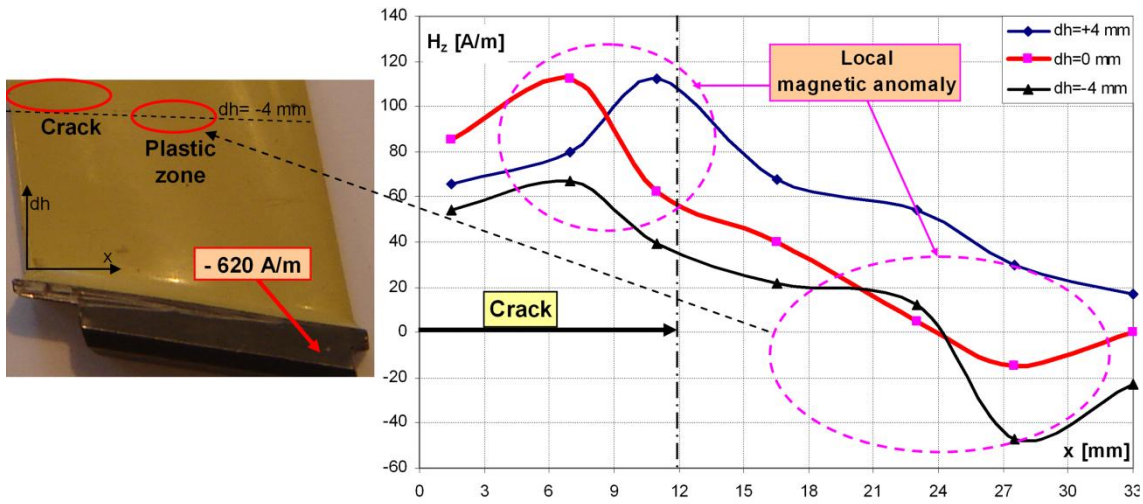 Crack
dh= -4 mm
Plastic
zone
dh
x
- 620 A/m
140
120
100
80
60
40
20
0
-20
-40
-60
Hz [A/m]
Local
magnetic anomaly
dh=+4 mm
dh=0 mm
dh=-4 mm
Crack
x [mm]
0 3 6 9 12 15 18 21 24 27 30 33